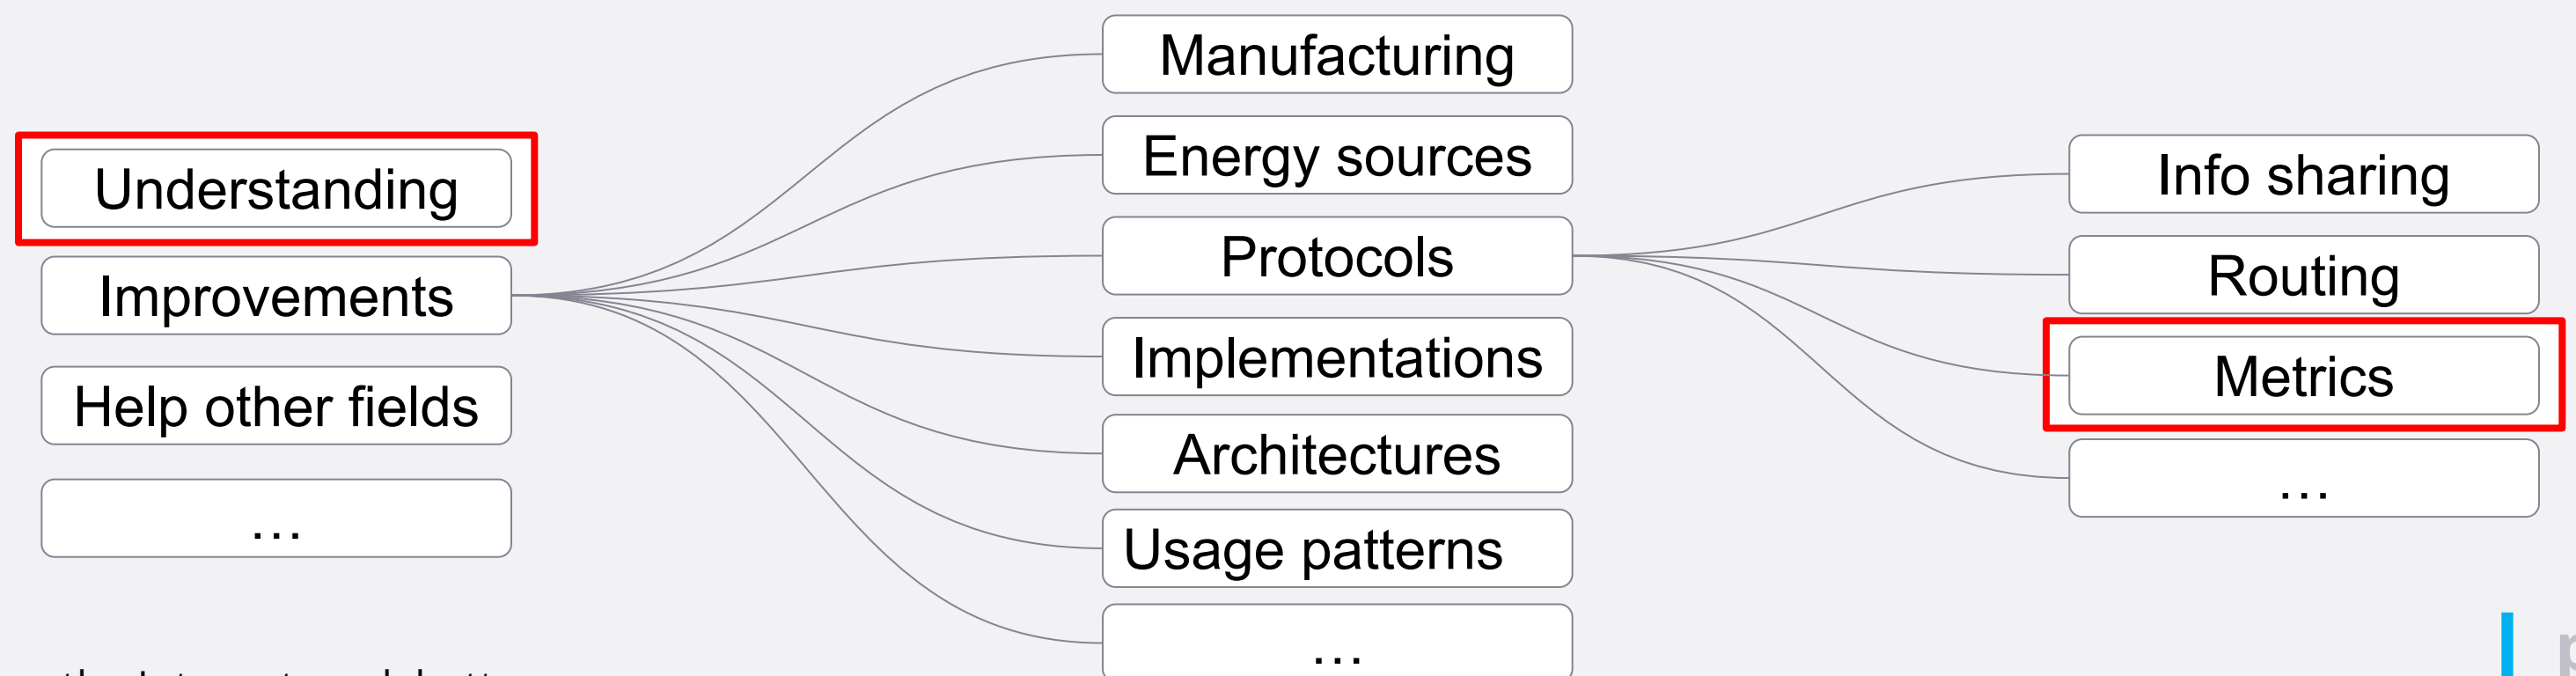 Understanding
Improvements
Help other fields
…
Manufacturing
Energy sources
Protocols
Implementations
Architectures
Usage patterns
…
Info sharing
Routing
Metrics
…